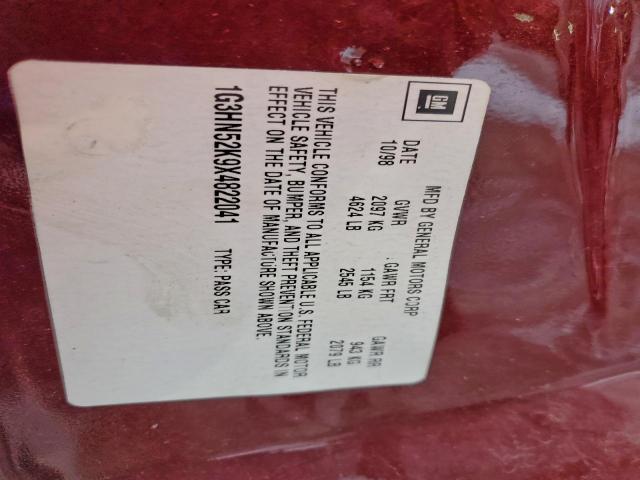 GM
MFD BY GENERAL MOTORS CORP
DATE GVWR GAWR FRT GAWR RR
10/98 2097 KG 1154 KG 943 KG
4624 LB 2545 LB 2079 LB
THIS VEHICLE CONFORMS TO ALL APPLICABLE U.S. FEDERAL MOTOR
VEHICLE SAFETY, BUMPER, AND THEFT PREVENTION STANDARDS IN
EFFECT ON THE DATE OF MANUFACTURE SHOWN ABOVE.
1G3HN52K9X4822041 TYPE: PASS CAR